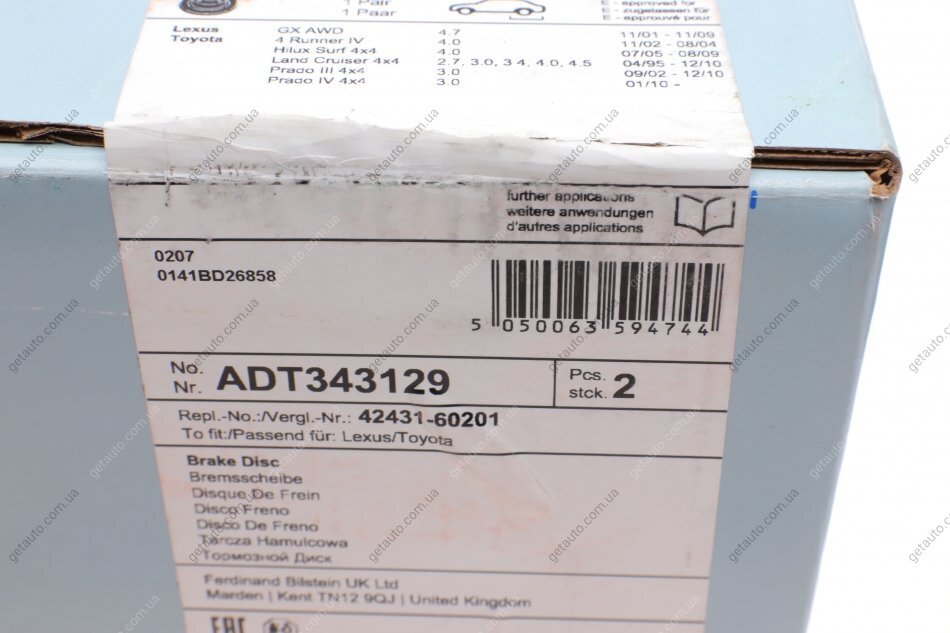 1 Pair
1 Paar
E - approved for
E - zugelassen für
E - approuvé pour
Lexus GX AWD 4.7 11/01 - 11/09
Toyota 4 Runner IV 4.0 11/02 - 08/04
Hilux Surf 4x4 4.0 07/05 - 08/09
Land Cruiser 4x4 2.7, 3.0, 3.4, 4.0, 4.5 04/95 - 12/10
Prado III 4x4 3.0 09/02 - 12/10
Prado IV 4x4 3.0 01/10 -
further applications
weitere anwendungen
d'autres applications
0207
0141BD26858
5 050063 594744
No.
Nr. ADT343129
Pcs.
stck. 2
Repl.-No.:/Vergl.-Nr.: 42431-60201
To fit:/Passend für: Lexus/Toyota
Brake Disc
Bremsscheibe
Disque De Frein
Disco Freno
Disco De Freno
Tarcza Hamulcowa
Тормозной Диск
Ferdinand Bilstein UK Ltd
Marden | Kent TN12 9QJ | United Kingdom
EAC
getauto.com.ua